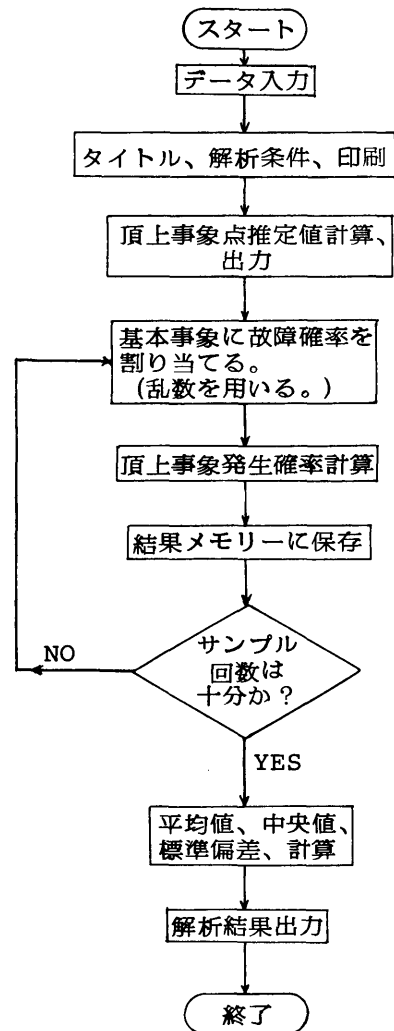 スタート
データ入力
タイトル、解析条件、印刷
頂上事象点推定値計算、
出力
基本事象に故障確率を
割り当てる。
(乱数を用いる。)
頂上事象発生確率計算
結果メモリーに保存
サンプル
回数は
十分か?
NO
YES
平均値、中央値、
標準偏差、計算
解析結果出力
終了